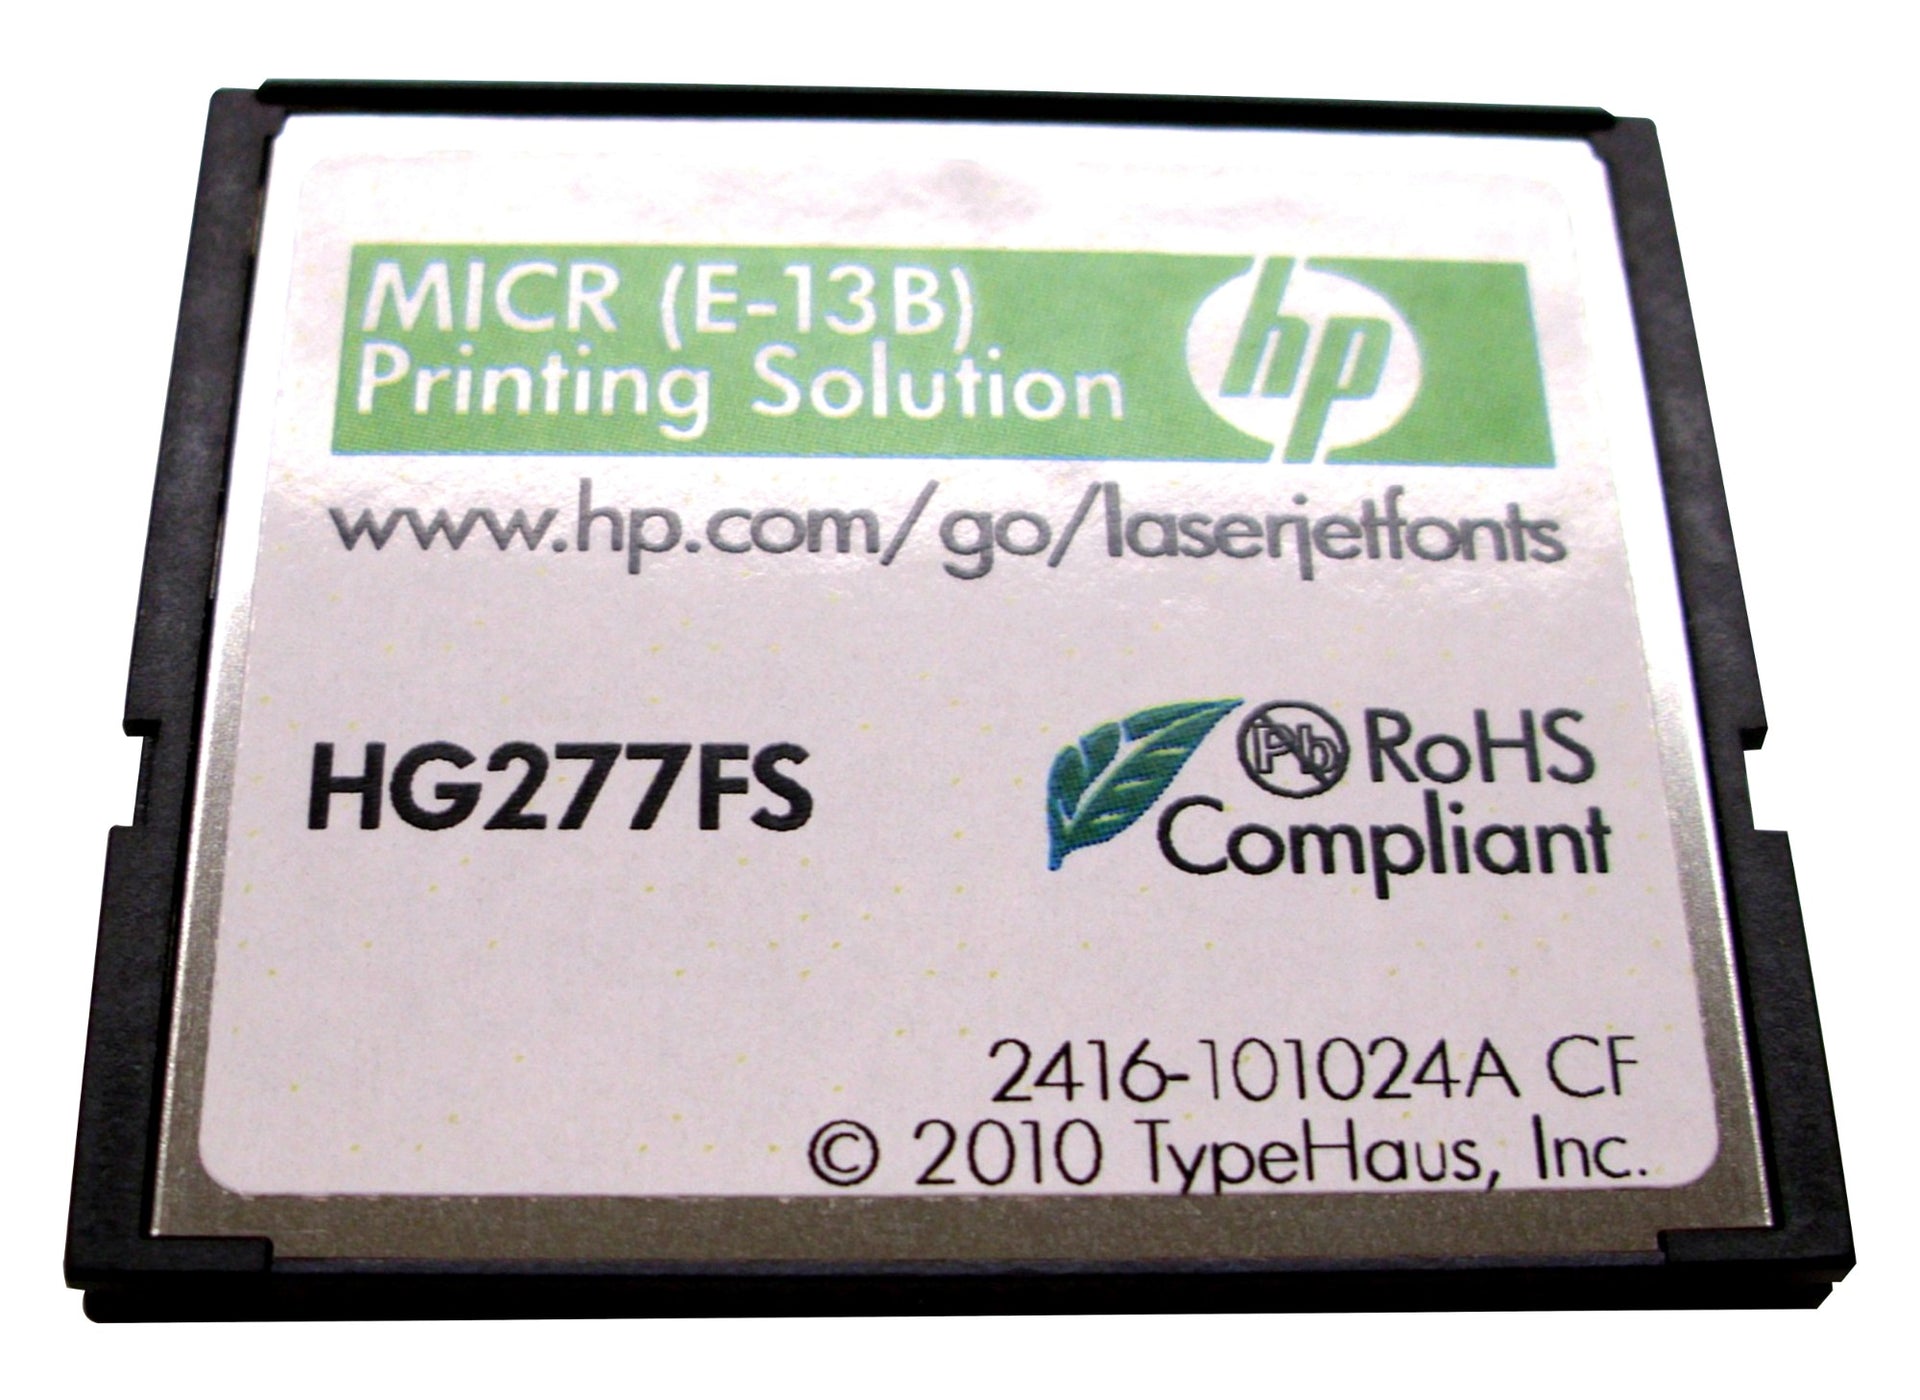 MICR (E-13B)
Printing Solution
hp
www.hp.com/go/laserjetfonts
HG277FS
Pb RoHS
Compliant
2416-101024A CF
© 2010 TypeHaus, Inc.